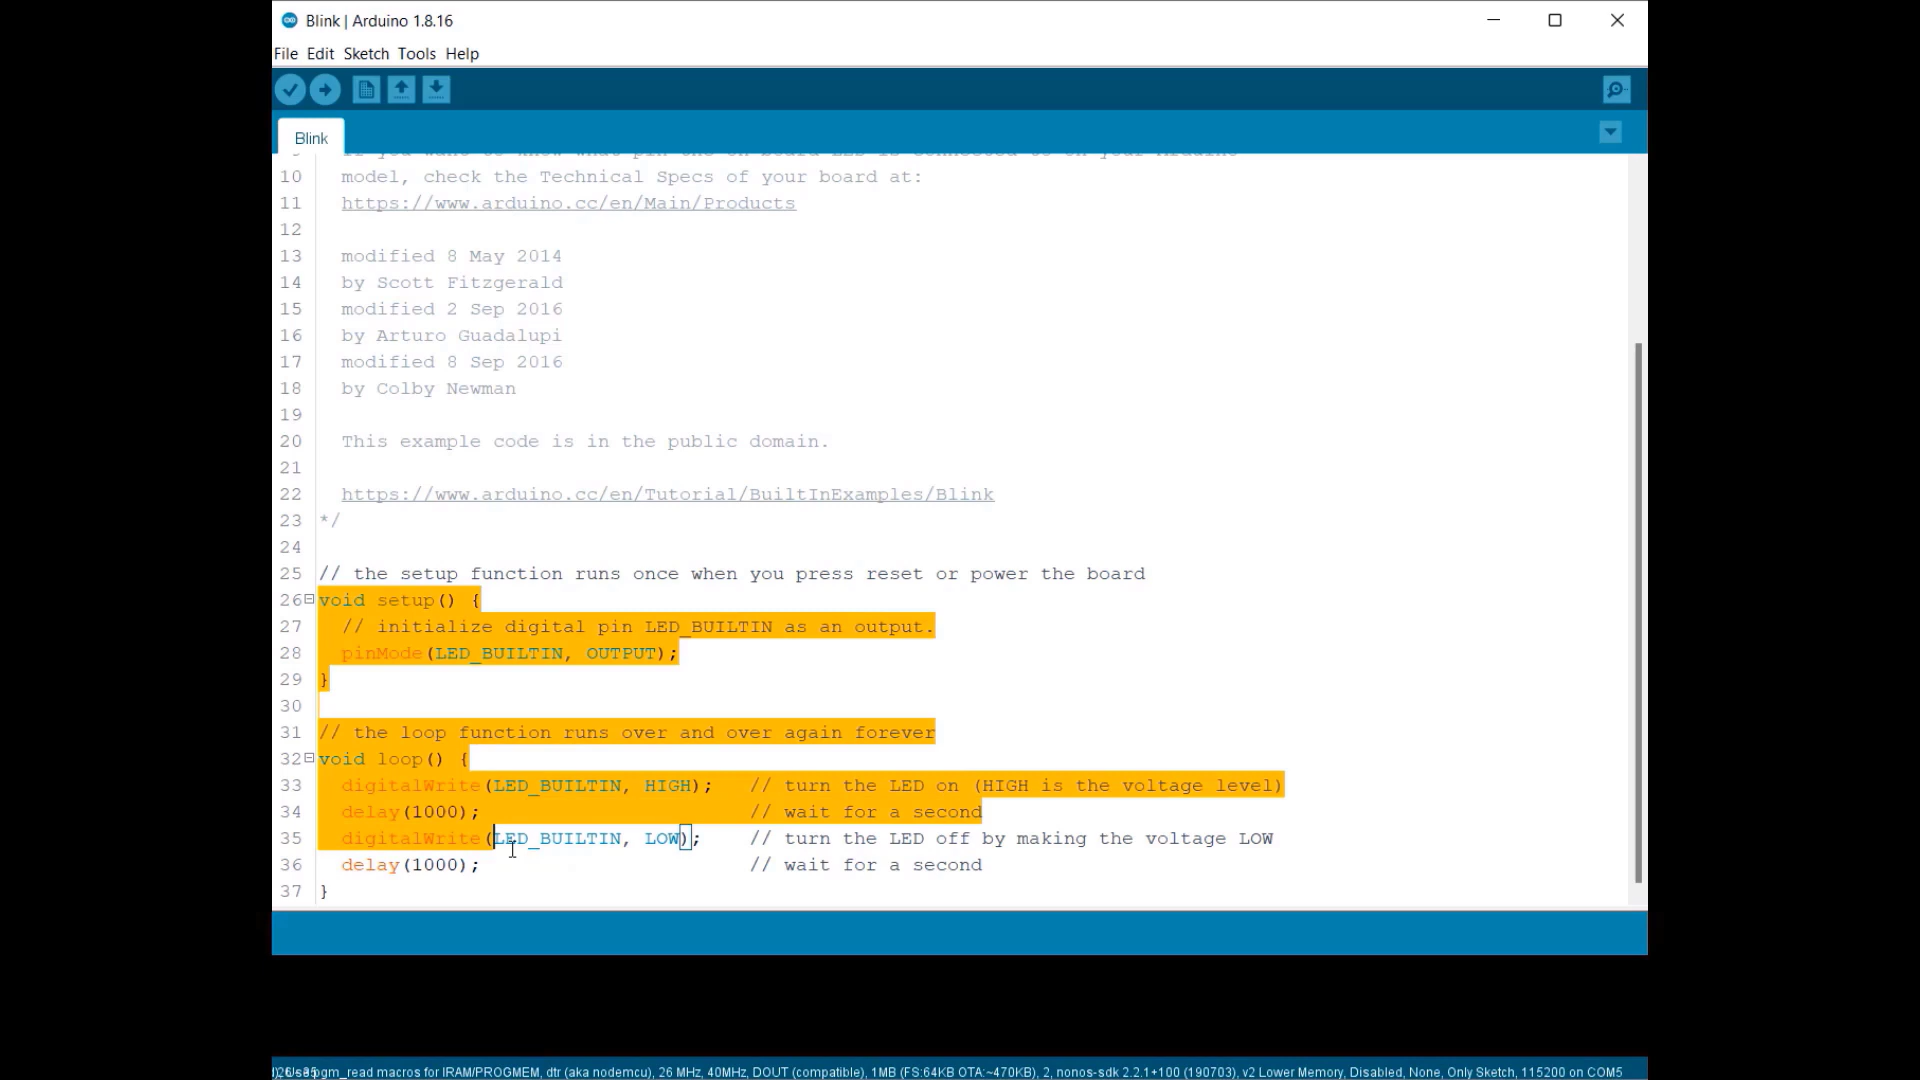 Blink | Arduino 1.8.16
File Edit Sketch Tools Help
Blink
10 model, check the Technical Specs of your board at:
11 https://www.arduino.cc/en/Main/Products
12
13 modified 8 May 2014
14 by Scott Fitzgerald
15 modified 2 Sep 2016
16 by Arturo Guadalupi
17 modified 8 Sep 2016
18 by Colby Newman
19
20 This example code is in the public domain.
21
22 https://www.arduino.cc/en/Tutorial/BuiltInExamples/Blink
23 */
24
25 // the setup function runs once when you press reset or power the board
26 void setup() {
27 // initialize digital pin LED_BUILTIN as an output.
28 pinMode(LED_BUILTIN, OUTPUT);
29 }
30
31 // the loop function runs over and over again forever
32 void loop() {
33 digitalWrite(LED_BUILTIN, HIGH); // turn the LED on (HIGH is the voltage level)
34 delay(1000); // wait for a second
35 digitalWrite(LED_BUILTIN, LOW); // turn the LED off by making the voltage LOW
36 delay(1000); // wait for a second
37 }
macros for IRAM/PROGMEM, dtr (aka nodemcu), 26 MHz, 40MHz, DOUT (compatible), 1MB (FS:64KB OTA:~470KB), 2, nonos-sdk 2.2.1+100 (190703), v2 Lower Memory, Disabled, None, Only Sketch, 115200 on COM5